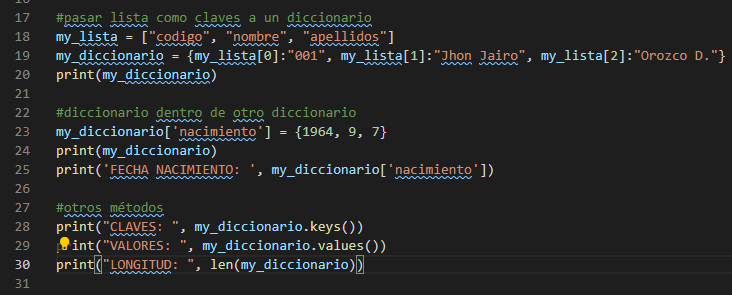 17 #pasar lista como claves a un diccionario
18 my_lista = ["codigo", "nombre", "apellidos"]
19 my_diccionario = {my_lista[0]:"001", my_lista[1]:"Jhon Jairo", my_lista[2]:"Orozco D."}
20 print(my_diccionario)
21
22 #diccionario dentro de otro diccionario
23 my_diccionario['nacimiento'] = {1964, 9, 7}
24 print(my_diccionario)
25 print('FECHA NACIMIENTO: ', my_diccionario['nacimiento'])
26
27 #otros métodos
28 print("CLAVES: ", my_diccionario.keys())
29 print("VALORES: ", my_diccionario.values())
30 print("LONGITUD: ", len(my_diccionario))
31